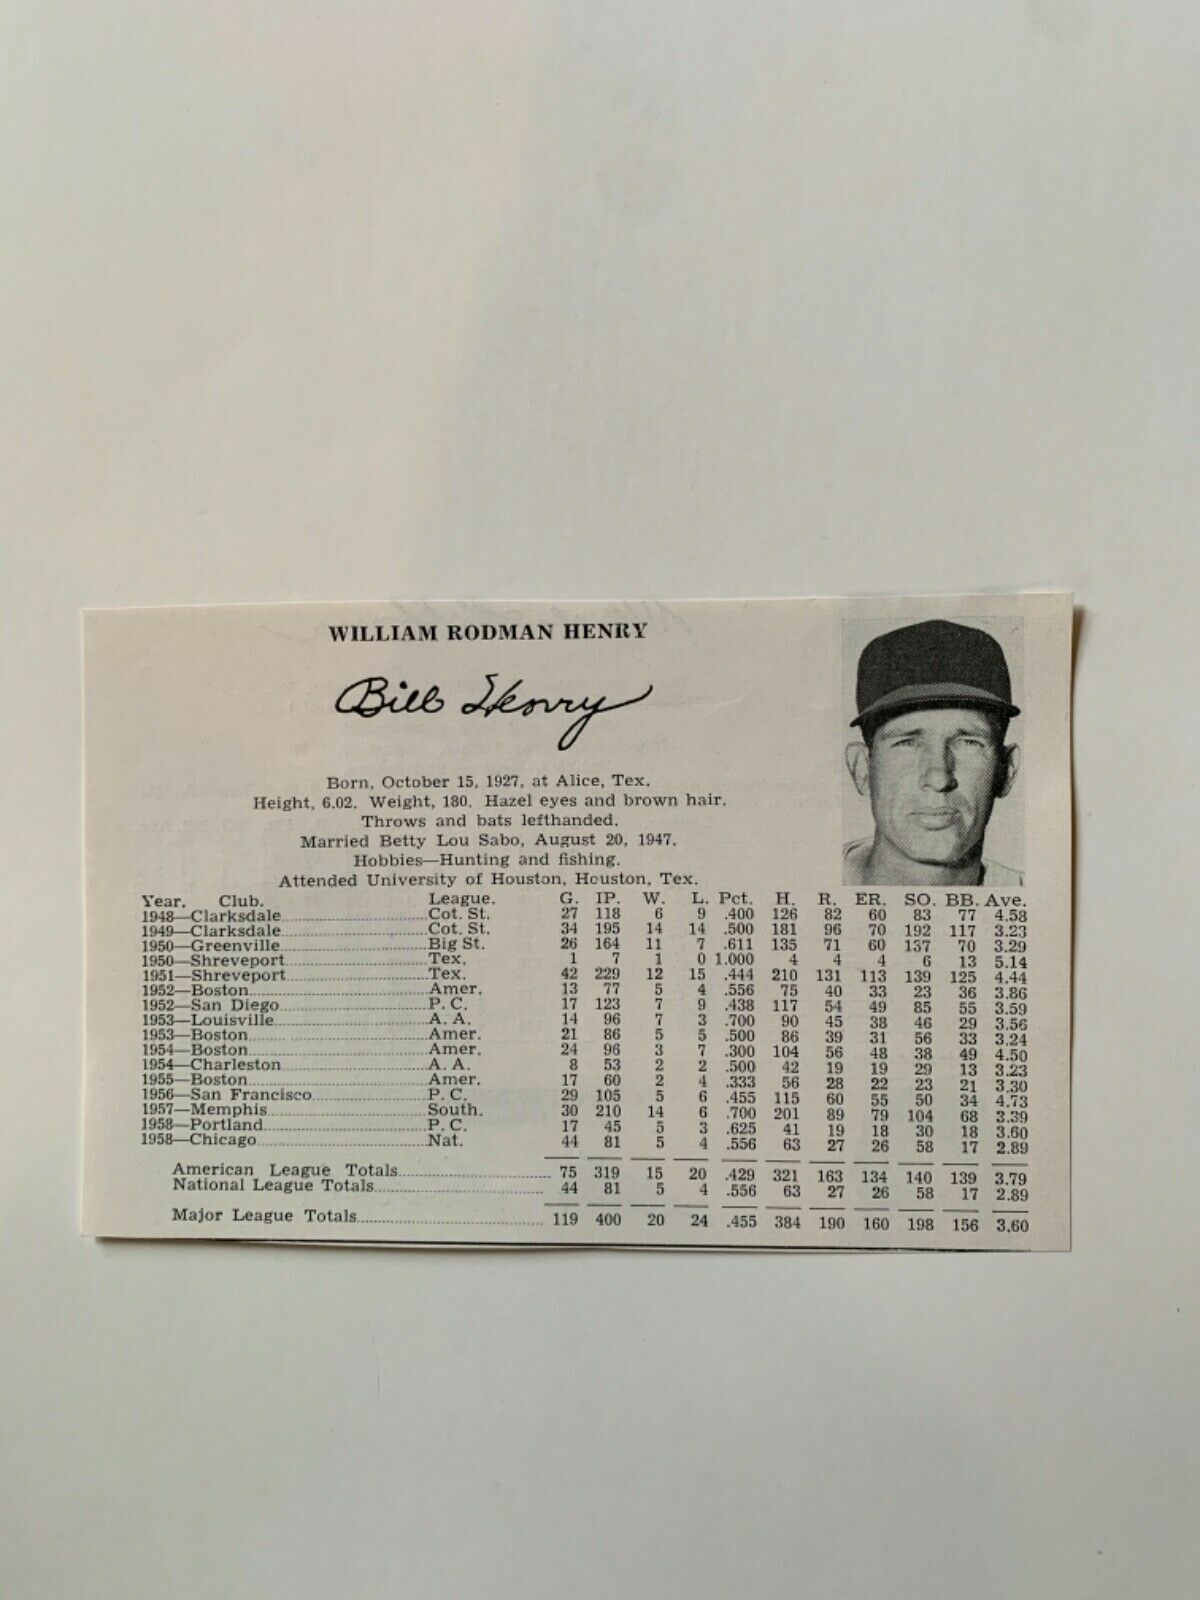 WILLIAM RODMAN HENRY
Bill Henry
Born, October 15, 1927, at Alice, Tex.
Height, 6.02. Weight, 180. Hazel eyes and brown hair.
Throws and bats lefthanded.
Married Betty Lou Sabo, August 20, 1947.
Hobbies—Hunting and fishing.
Attended University of Houston, Houston, Tex.
Year. Club. League. G. IP. W. L. Pct. H. R. ER. SO. BB. Ave.
1948—Clarksdale Cot. St. 27 118 6 9 .400 126 82 60 83 77 4.58
1949—Clarksdale Cot. St. 34 195 14 14 .500 181 96 70 192 117 3.23
1950—Greenville Big St. 26 164 11 7 .611 135 71 60 137 70 3.29
1950—Shreveport Tex. 1 7 1 0 1.000 4 4 4 6 13 5.14
1951—Shreveport Tex. 42 229 12 15 .444 210 131 113 139 125 4.44
1952—Boston Amer. 13 77 5 4 .556 75 40 33 23 36 3.86
1952—San Diego P. C. 17 123 7 9 .438 117 54 49 85 55 3.59
1953—Louisville A. A. 14 96 7 3 .700 90 45 38 46 29 3.56
1953—Boston Amer. 21 86 5 5 .500 86 39 31 56 33 3.24
1954—Boston Amer. 24 96 3 7 .300 104 56 48 38 49 4.50
1954—Charleston A. A. 8 53 2 2 .500 42 19 19 29 13 3.23
1955—Boston Amer. 17 60 2 4 .333 56 28 22 23 21 3.30
1956—San Francisco P. C. 29 105 5 6 .455 115 60 55 50 34 4.73
1957—Memphis South. 30 210 14 6 .700 201 89 79 104 68 3.39
1958—Portland P. C. 17 45 5 3 .625 41 19 18 30 18 3.60
1958—Chicago Nat. 44 81 5 4 .556 63 27 26 58 17 2.89
American League Totals 75 319 15 20 .429 321 163 134 140 139 3.79
National League Totals 44 81 5 4 .556 63 27 26 58 17 2.89
Major League Totals 119 400 20 24 .455 384 190 160 198 156 3.60